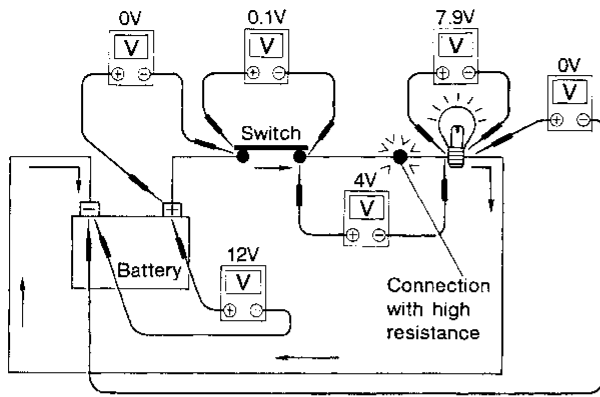 0V
V
0.1V
V
7.9V
V
0V
V
Switch
4V
V
Battery
12V
V
Connection
with high
resistance